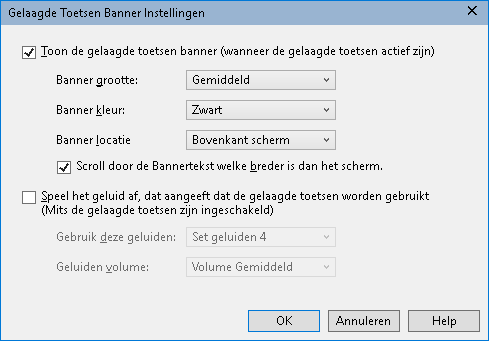 Gelaagde Toetsen Banner Instellingen
Toon de gelaagde toetsen banner (wanneer de gelaagde toetsen actief zijn)
Banner grootte: Gemiddeld
Banner kleur: Zwart
Banner locatie Bovenkant scherm
Scroll door de Bannertekst welke breder is dan het scherm.
Speel het geluid af, dat aangeeft dat de gelaagde toetsen worden gebruikt
(Mits de gelaagde toetsen zijn ingeschakeld)
Gebruik deze geluiden: Set geluiden 4
Geluiden volume: Volume Gemiddeld
OK Annuleren Help